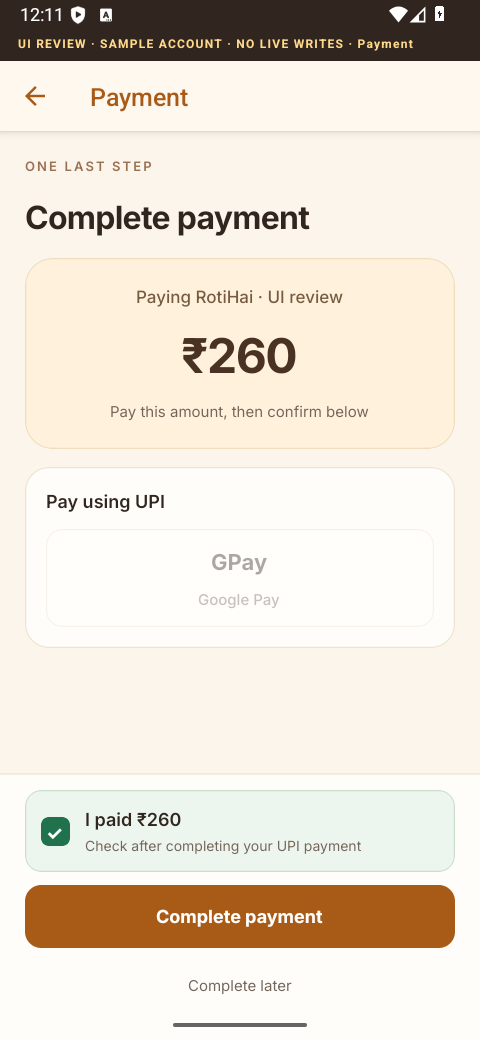 12:11
UI REVIEW · SAMPLE ACCOUNT · NO LIVE WRITES · Payment
Payment
ONE LAST STEP
Complete payment
Paying RotiHai · UI review
₹260
Pay this amount, then confirm below
Pay using UPI
GPay
Google Pay
I paid ₹260
Check after completing your UPI payment
Complete payment
Complete later